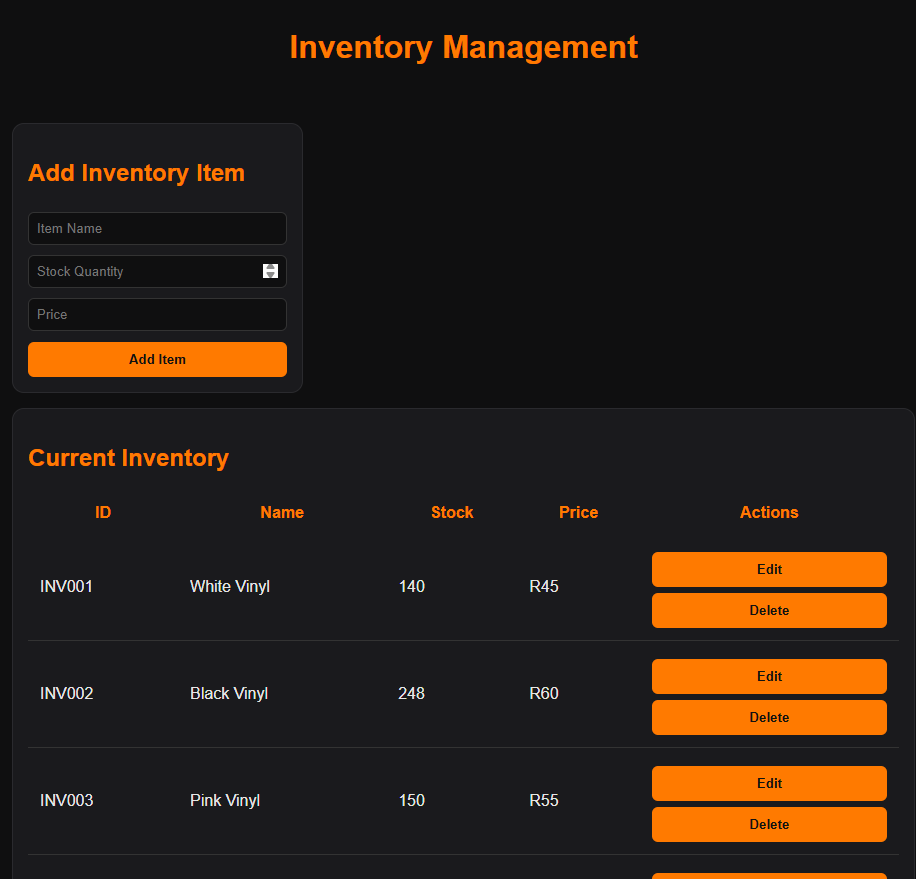 Inventory Management
Add Inventory Item
Item Name
Stock Quantity
Price
Add Item
Current Inventory
ID Name Stock Price Actions
INV001 White Vinyl 140 R45 Edit
Delete
INV002 Black Vinyl 248 R60 Edit
Delete
INV003 Pink Vinyl 150 R55 Edit
Delete